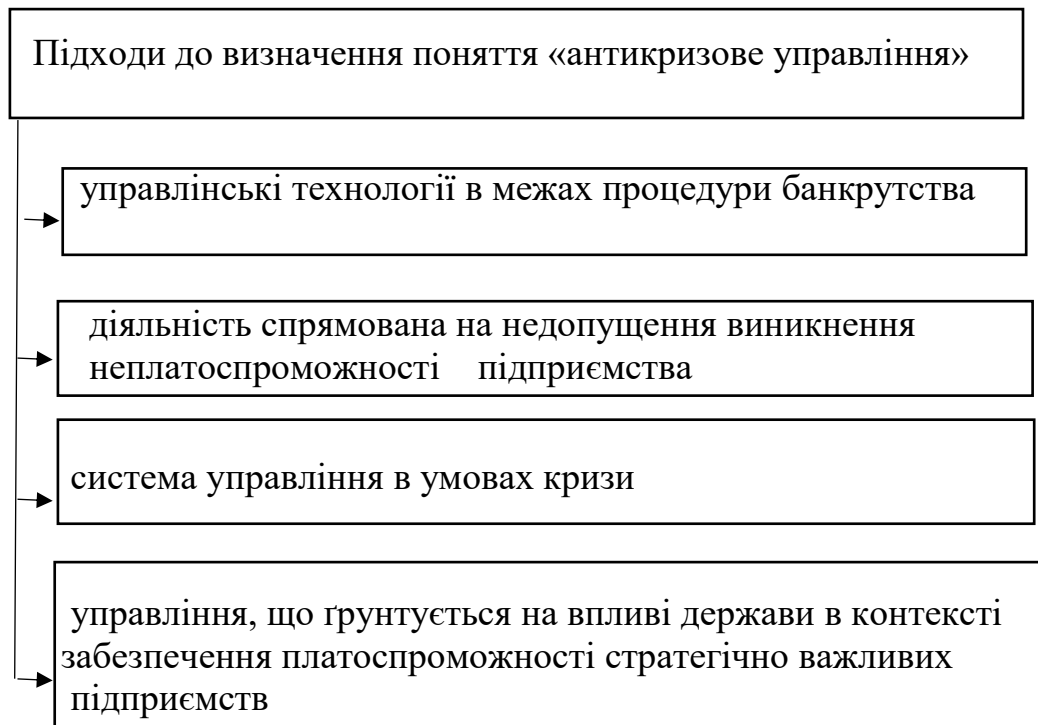 Підходи до визначення поняття «антикризове управління»
управлінські технології в межах процедури банкрутства
діяльність спрямована на недопущення виникнення
неплатоспроможності підприємства
система управління в умовах кризи
управління, що ґрунтується на впливі держави в контексті
забезпечення платоспроможності стратегічно важливих
підприємств